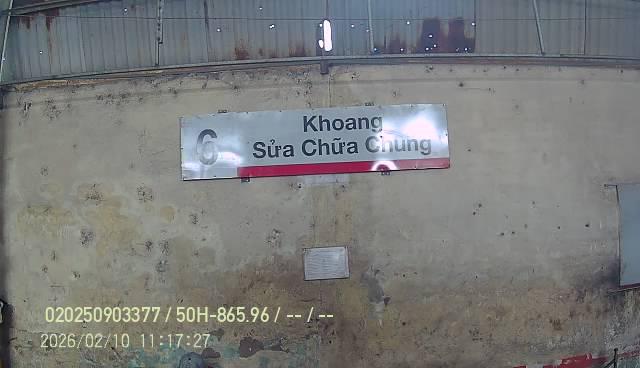 6
Khoang
Sửa Chữa Chung
020250903377 / 50H-865.96 / -- / --
2026/02/10 11:17:27